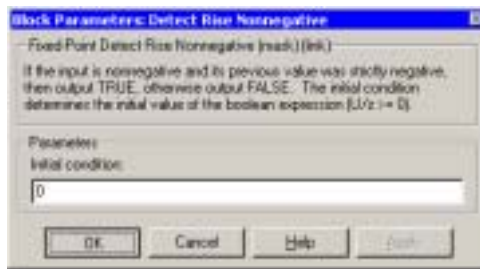 Block Parameters: Detect Rise Nonnegative
Fixed-Point Detect Rise Nonnegative (mask) (link)
If the input is nonnegative and its previous value was strictly negative,
then output TRUE, otherwise output FALSE. The initial condition
determines the initial value of the boolean expression (U/z >= 0).
Parameters
Initial condition:
0
OK Cancel Help Apply